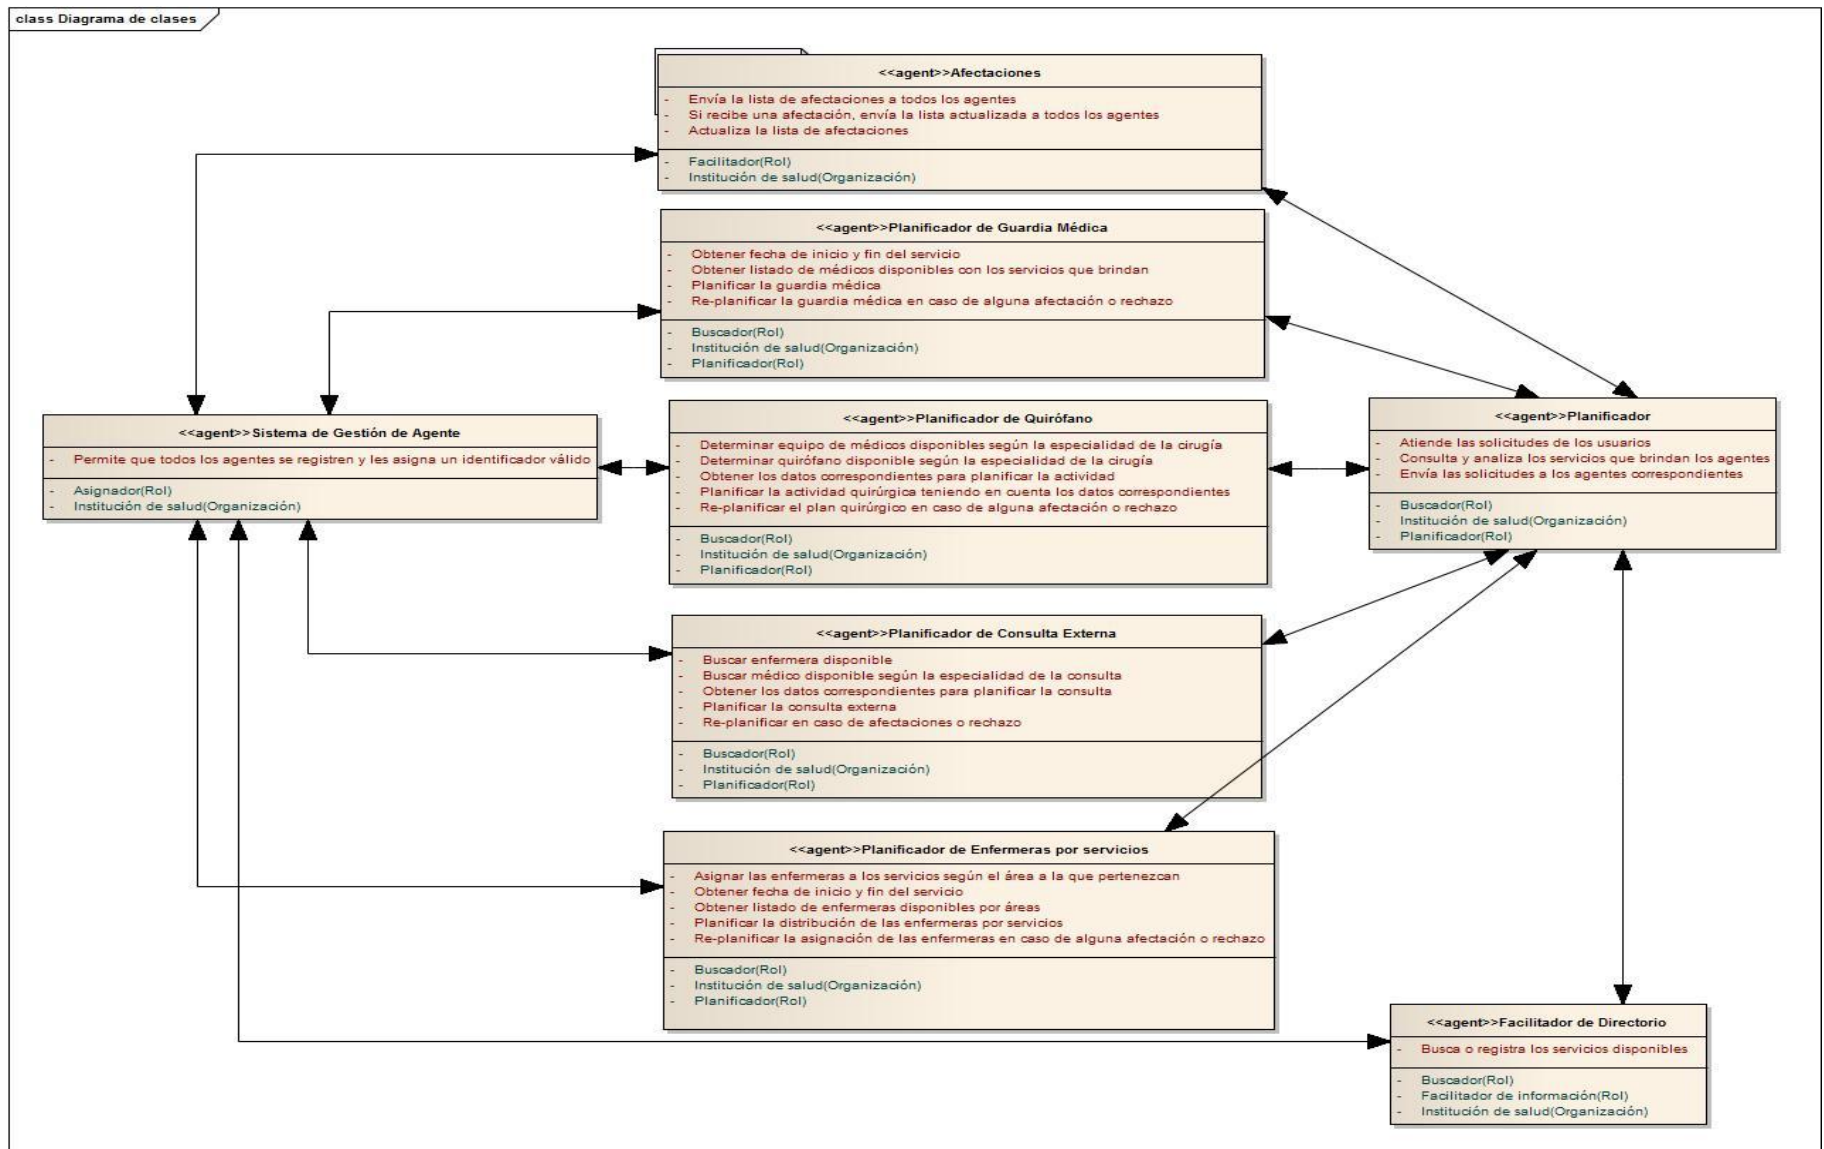 class Diagrama de clases
<<agent>>Afectaciones
- Envía la lista de afectaciones a todos los agentes
- Si recibe una afectación, envía la lista actualizada a todos los agentes
- Actualiza la lista de afectaciones
- Facilitador(Rol)
- Institución de salud(Organización)
<<agent>>Planificador de Guardia Médica
- Obtener fecha de inicio y fin del servicio
- Obtener listado de médicos disponibles con los servicios que brindan
- Planificar la guardia médica
- Re-planificar la guardia médica en caso de alguna afectación o rechazo
- Buscador(Rol)
- Institución de salud(Organización)
- Planificador(Rol)
<<agent>>Sistema de Gestión de Agente
- Permite que todos los agentes se registren y les asigna un identificador válido
- Asignador(Rol)
- Institución de salud(Organización)
<<agent>>Planificador de Quirófano
- Determinar equipo de médicos disponibles según la especialidad de la cirugía
- Determinar quirófano disponible según la especialidad de la cirugía
- Obtener los datos correspondientes para planificar la actividad
- Planificar la actividad quirúrgica teniendo en cuenta los datos correspondientes
- Re-planificar el plan quirúrgico en caso de alguna afectación o rechazo
- Buscador(Rol)
- Institución de salud(Organización)
- Planificador(Rol)
<<agent>>Planificador
- Atiende las solicitudes de los usuarios
- Consulta y analiza los servicios que brindan los agentes
- Envía las solicitudes a los agentes correspondientes
- Buscador(Rol)
- Institución de salud(Organización)
- Planificador(Rol)
<<agent>>Planificador de Consulta Externa
- Buscar enfermera disponible
- Buscar médico disponible según la especialidad de la consulta
- Obtener los datos correspondientes para planificar la consulta
- Planificar la consulta externa
- Re-planificar en caso de afectaciones o rechazo
- Buscador(Rol)
- Institución de salud(Organización)
- Planificador(Rol)
<<agent>>Planificador de Enfermeras por servicios
- Asignar las enfermeras a los servicios según el área a la que pertenezcan
- Obtener fecha de inicio y fin del servicio
- Obtener listado de enfermeras disponibles por áreas
- Planificar la distribución de las enfermeras por servicios
- Re-planificar la asignación de las enfermeras en caso de alguna afectación o rechazo
- Buscador(Rol)
- Institución de salud(Organización)
- Planificador(Rol)
<<agent>>Facilitador de Directorio
- Busca o registra los servicios disponibles
- Buscador(Rol)
- Facilitador de información(Rol)
- Institución de salud(Organización)